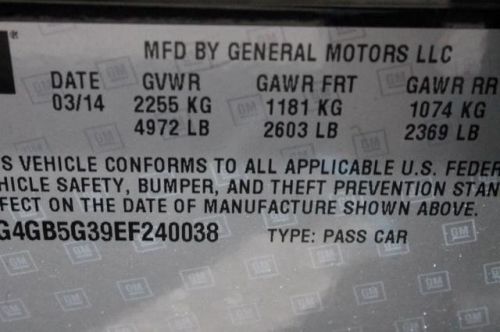 MFD BY GENERAL MOTORS LLC
DATE GVWR GAWR FRT GAWR RR
03/14 2255 KG 1181 KG 1074 KG
4972 LB 2603 LB 2369 LB
S VEHICLE CONFORMS TO ALL APPLICABLE U.S. FEDER
HICLE SAFETY, BUMPER, AND THEFT PREVENTION STAN
FECT ON THE DATE OF MANUFACTURE SHOWN ABOVE.
G4GB5G39EF240038 TYPE: PASS CAR
GM